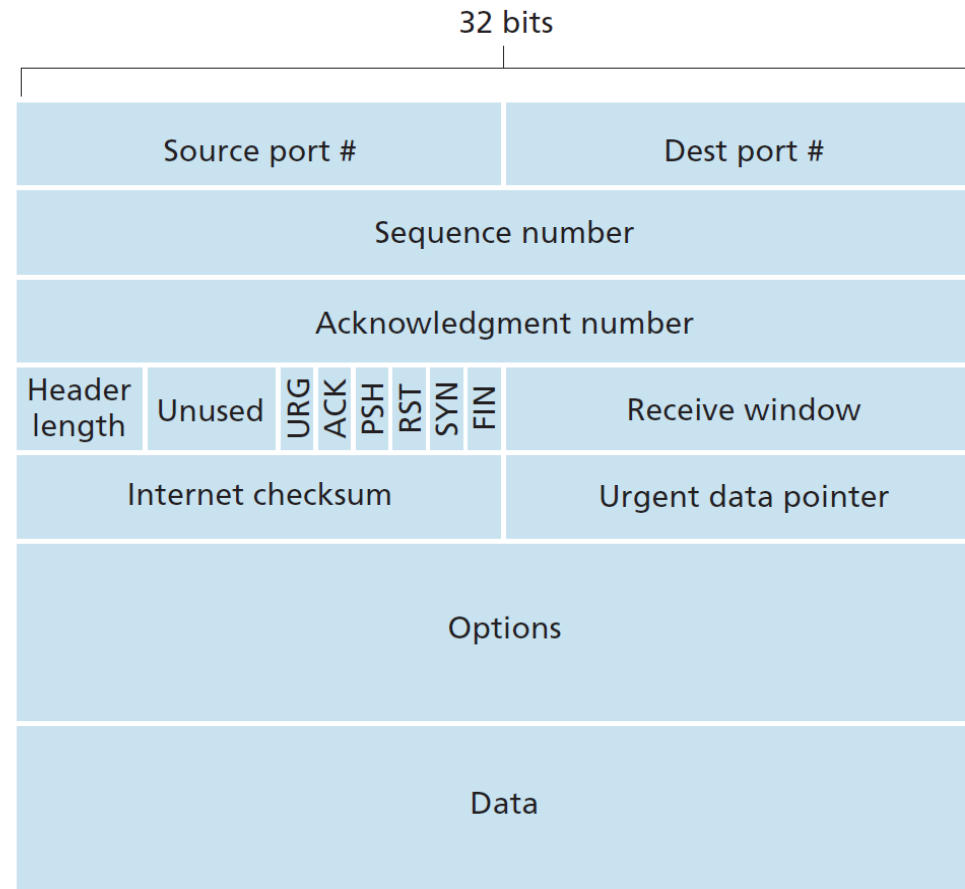 32 bits
Source port # Dest port #
Sequence number
Acknowledgment number
Header
length Unused URG ACK PSH RST SYN FIN Receive window
Internet checksum Urgent data pointer
Options
Data